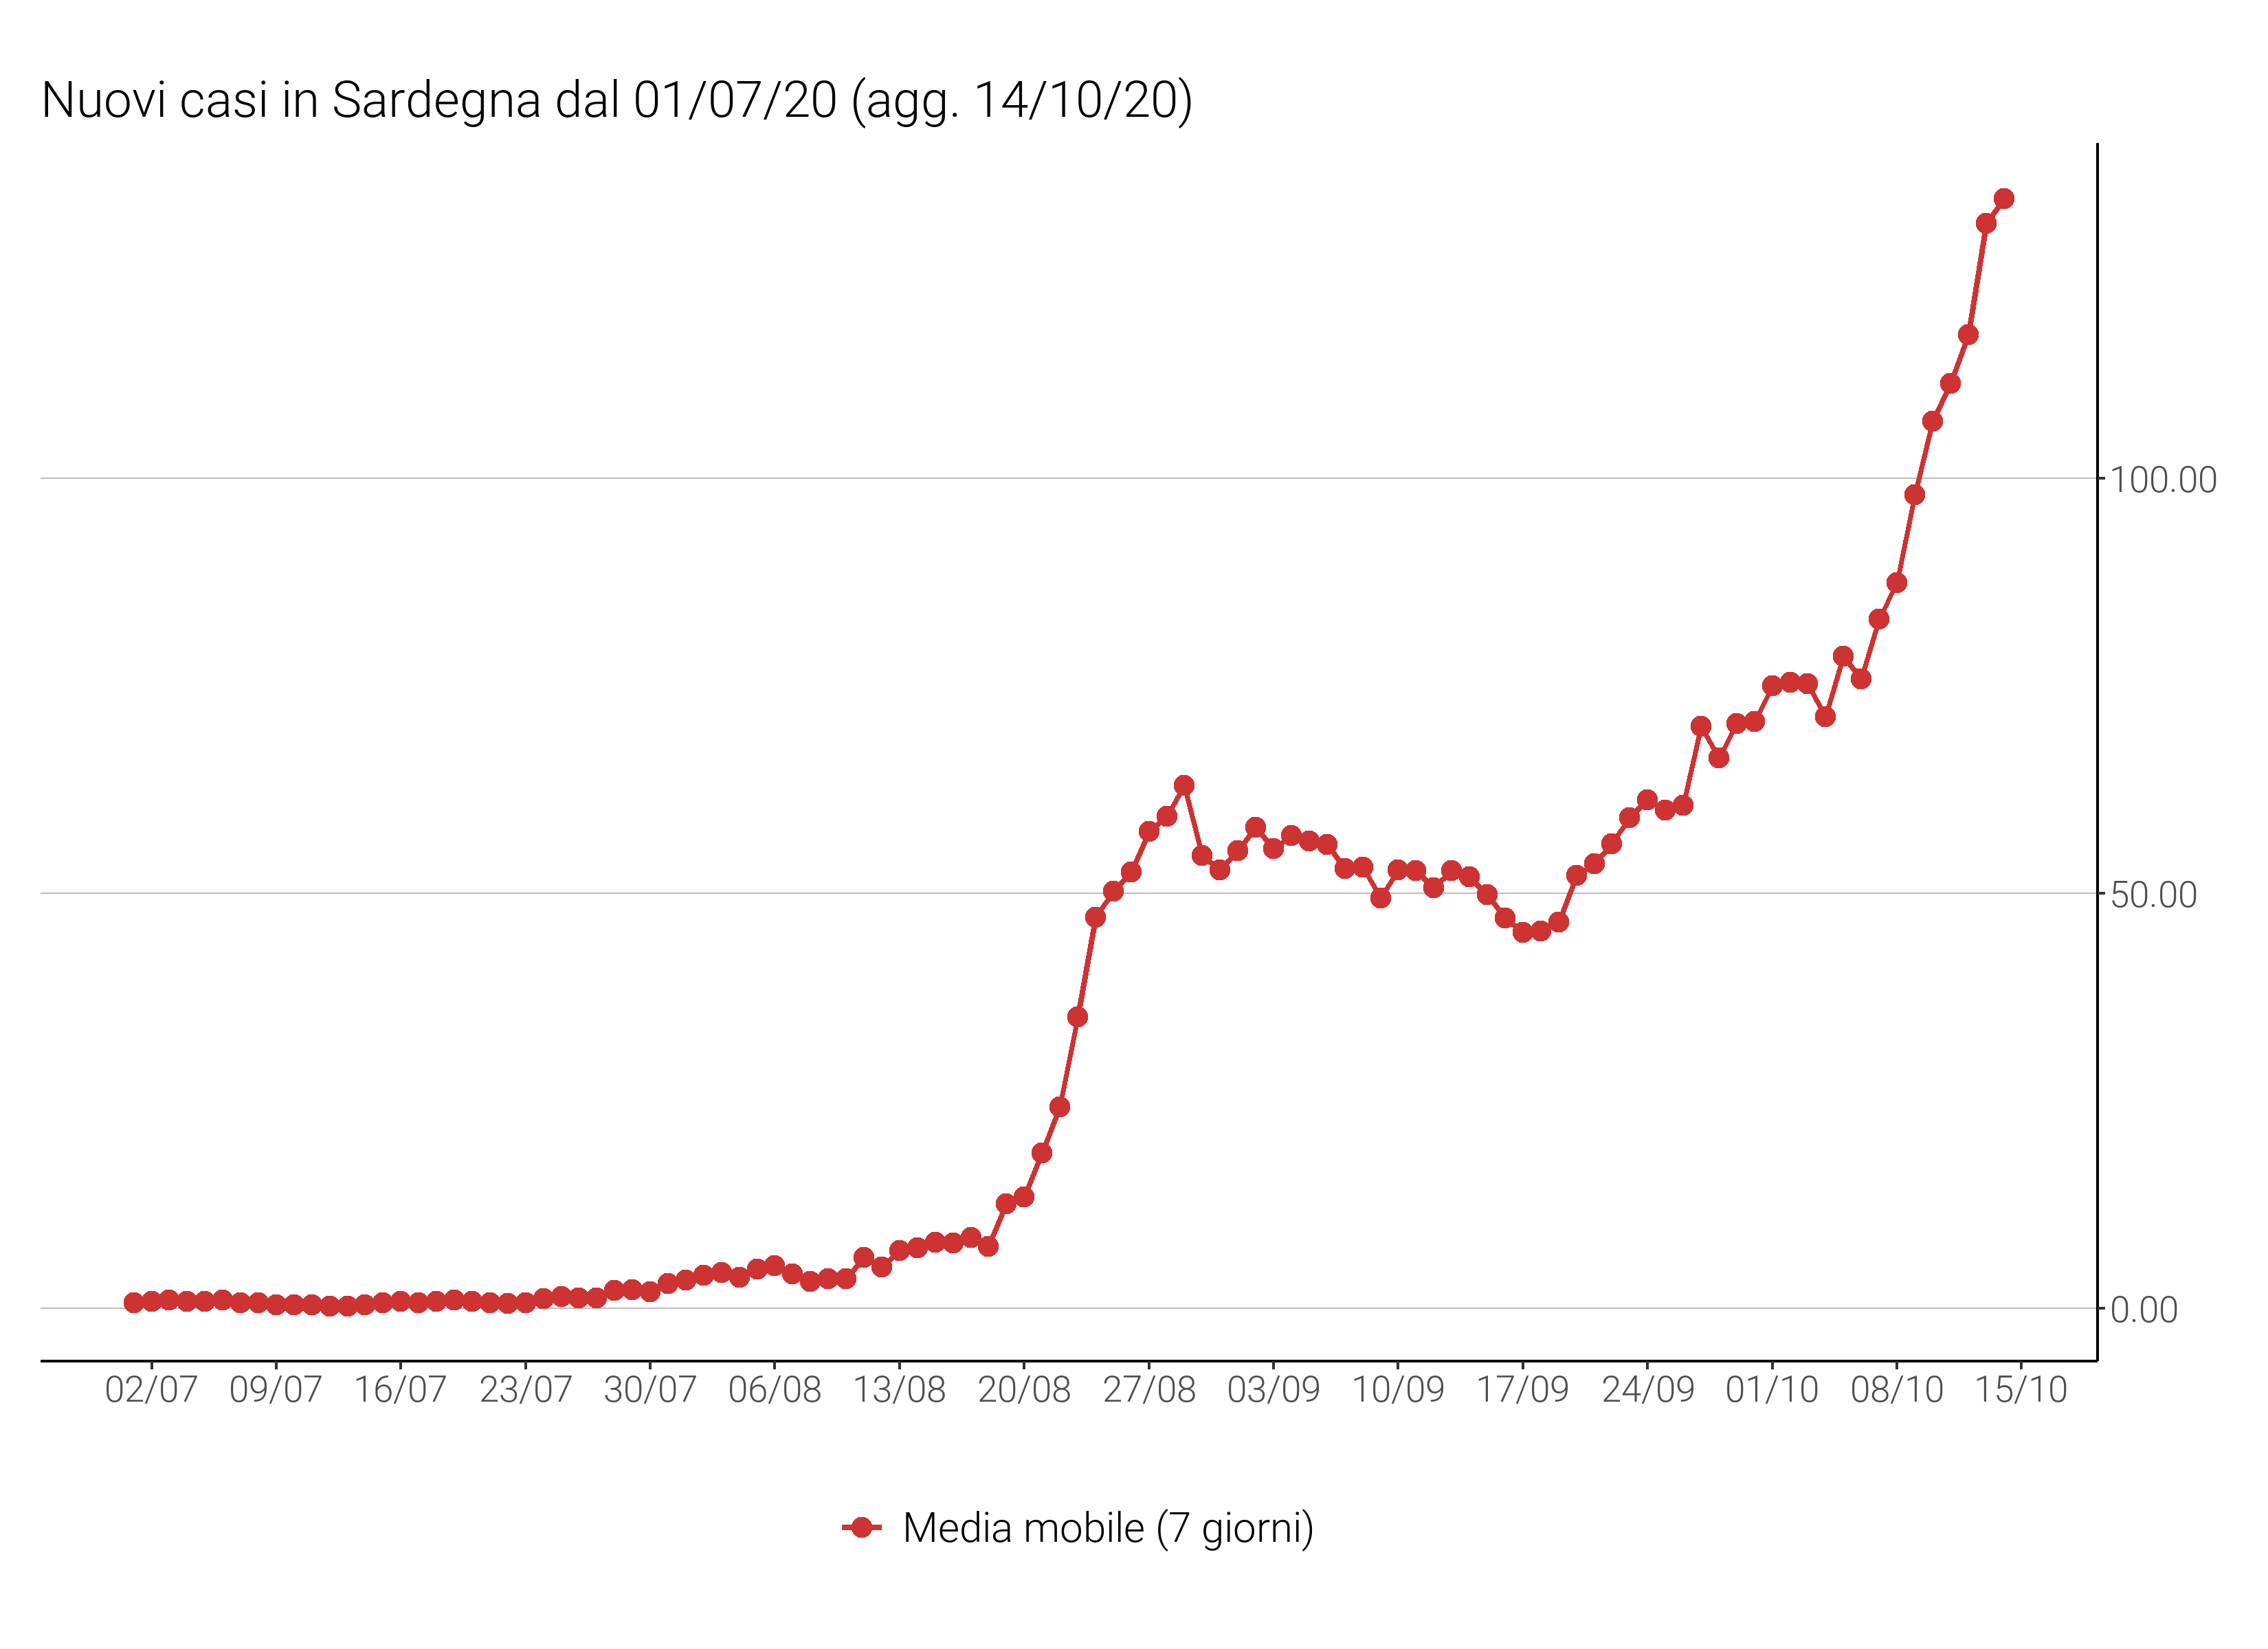 Nuovi casi in Sardegna dal 01/07/20 (agg. 14/10/20)
100.00
50.00
0.00
02/07 09/07 16/07 23/07 30/07 06/08 13/08 20/08 27/08 03/09 10/09 17/09 24/09 01/10 08/10 15/10
Media mobile (7 giorni)